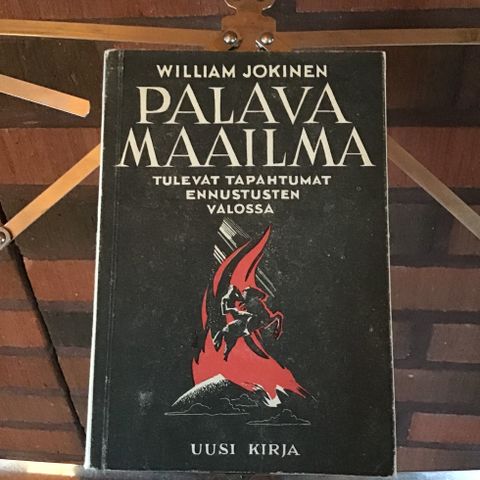 WILLIAM JOKINEN
PALAVA
MAAILMA
TULEVAT TAPAHTUMAT
ENNUSTUSTEN
VALOSSA
UUSI KIRJA